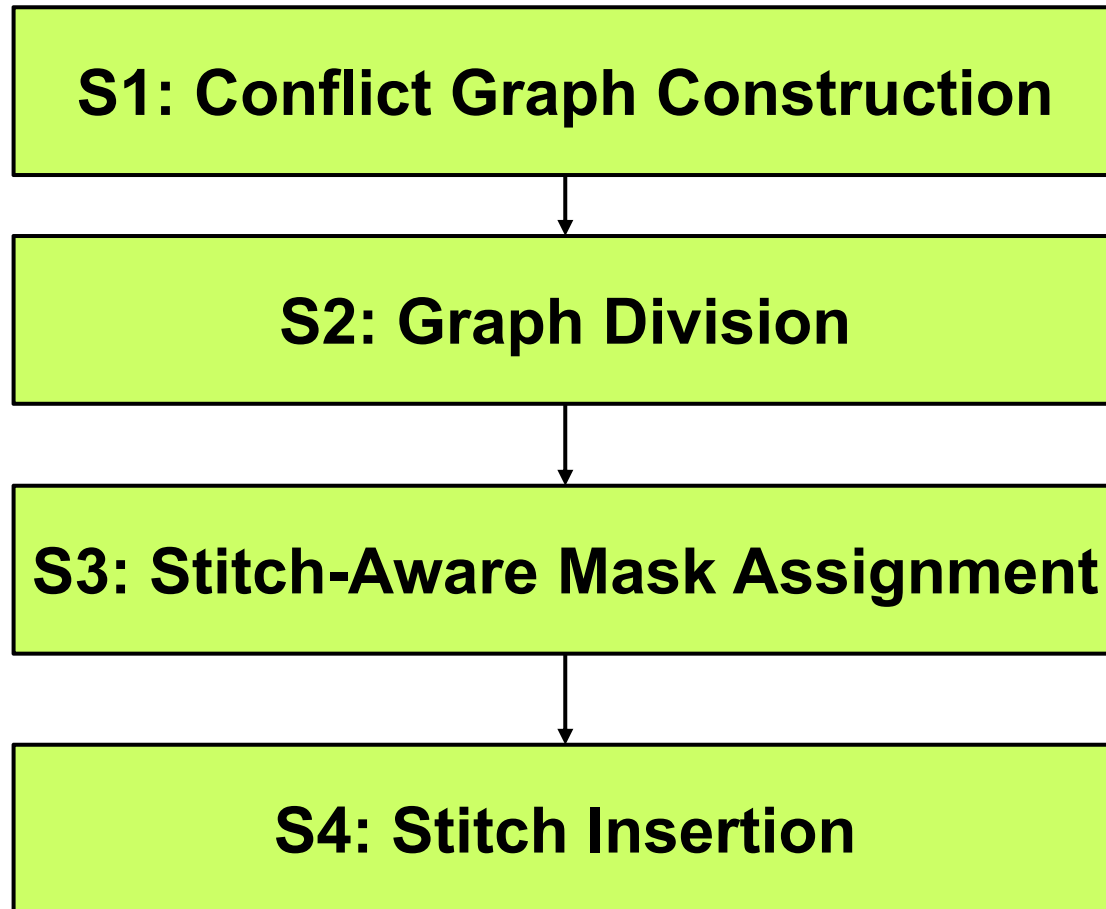 S1: Conflict Graph Construction
S2: Graph Division
S3: Stitch-Aware Mask Assignment
S4: Stitch Insertion